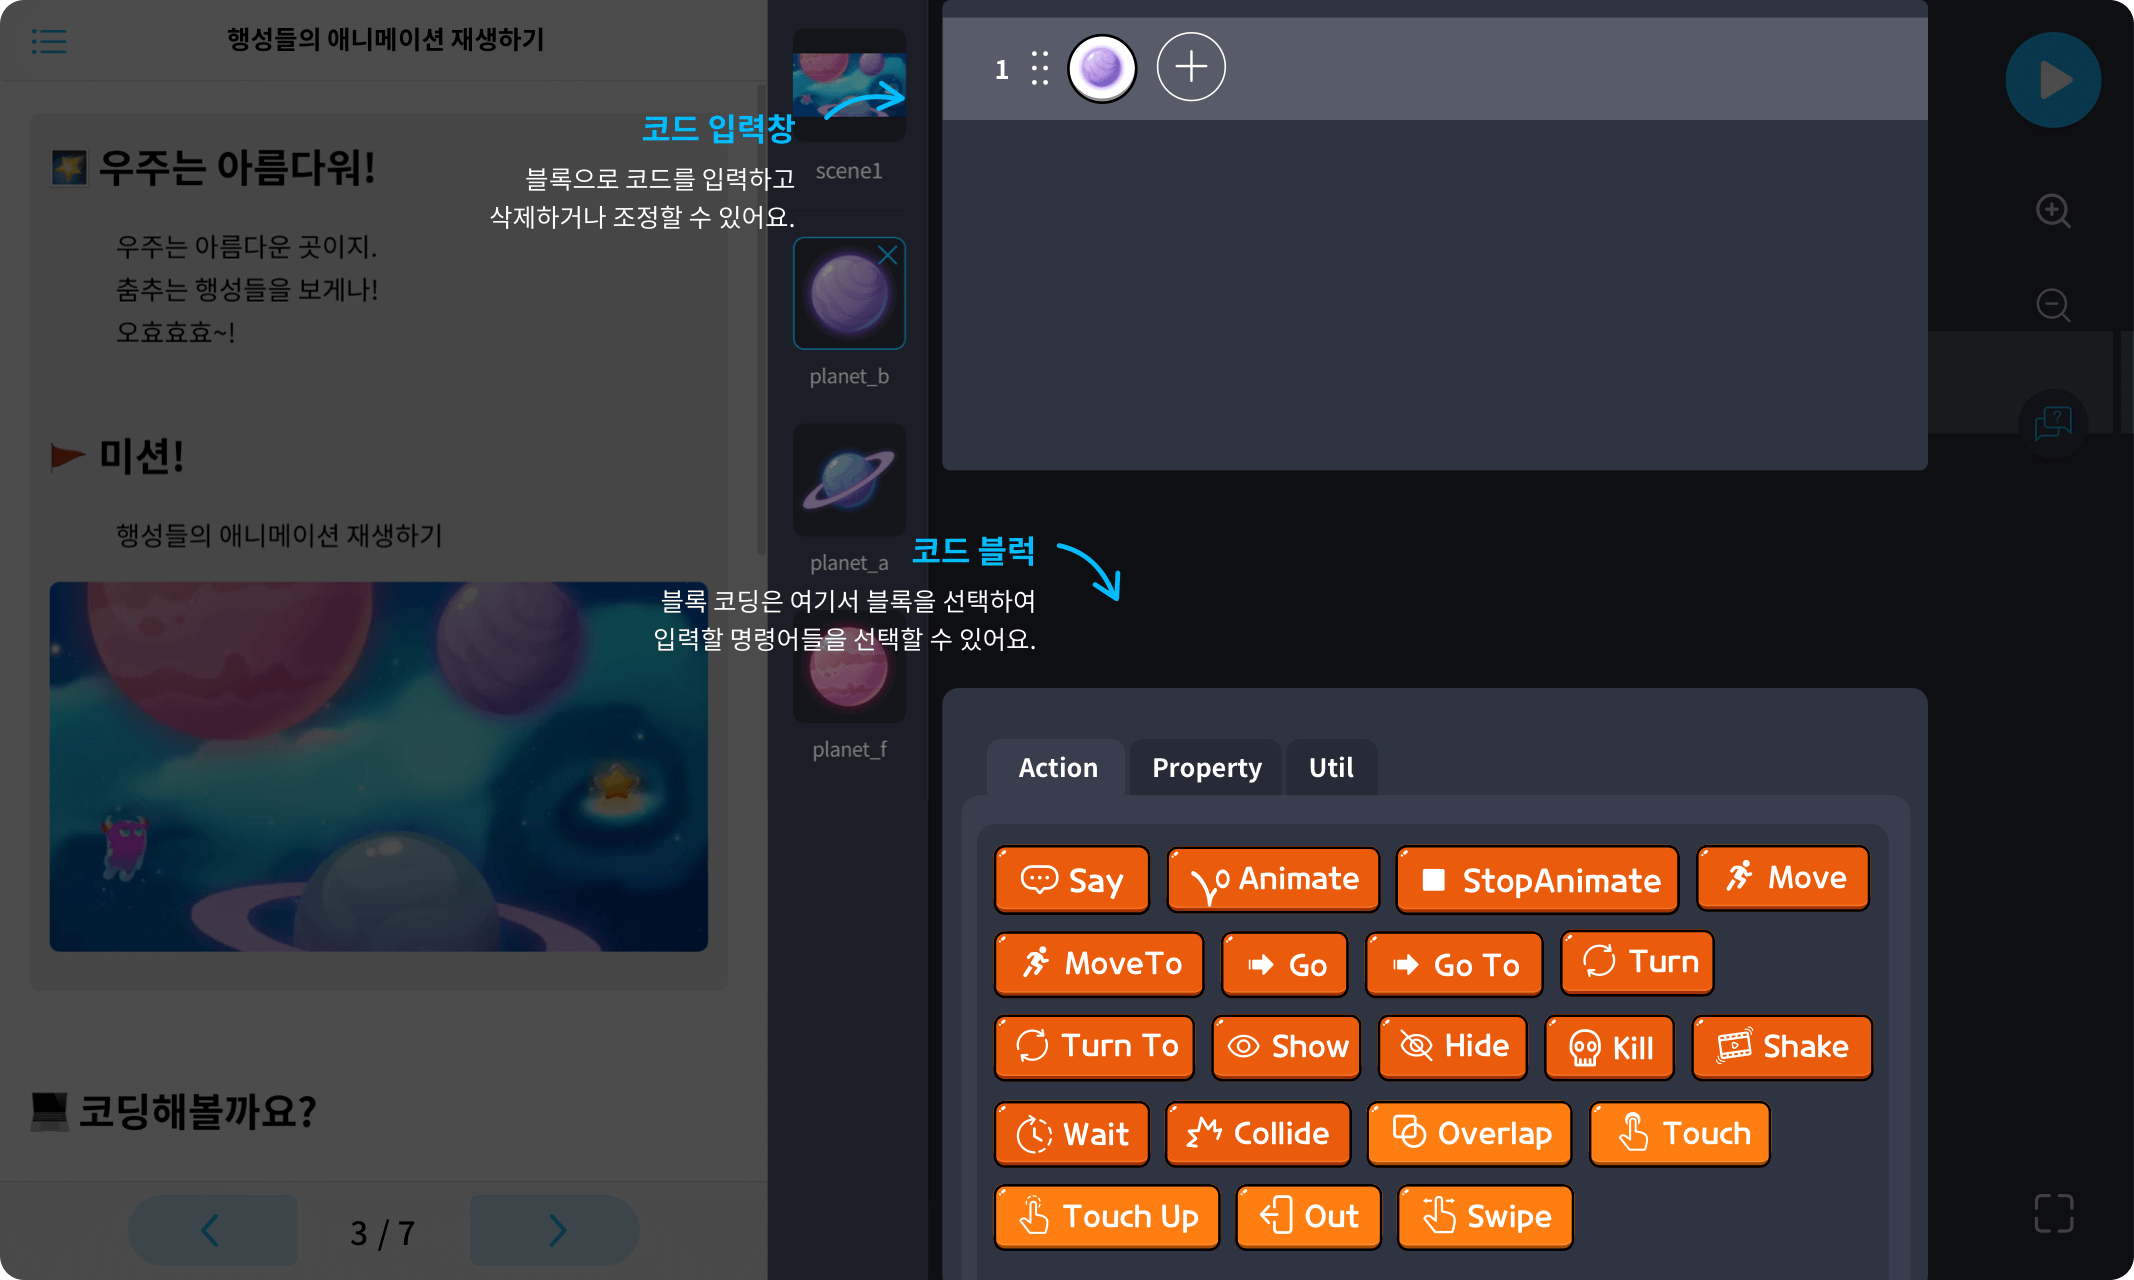 행성들의 애니메이션 재생하기
우주는 아름다워!
우주는 아름다운 곳이지.
춤추는 행성들을 보게나!
오효효효~!
미션!
행성들의 애니메이션 재생하기
코딩해볼까요?
3 / 7
코드 입력창
블록으로 코드를 입력하고
삭제하거나 조정할 수 있어요.
scene1
planet_b
planet_a
planet_f
1
코드 블럭
블록 코딩은 여기서 블록을 선택하여
입력할 명령어들을 선택할 수 있어요.
Action Property Util
Say Animate StopAnimate Move
MoveTo Go Go To Turn
Turn To Show Hide Kill Shake
Wait Collide Overlap Touch
Touch Up Out Swipe